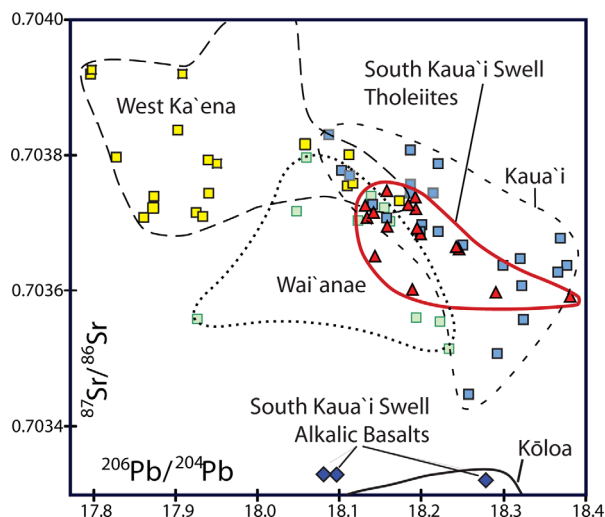 0.7040
South Kaua`i Swell
Tholeiites
West Ka`ena
0.7038
Kaua`i
Wai`anae
0.7036
⁸⁷Sr/⁸⁶Sr
South Kaua`i Swell
Alkalic Basalts
0.7034
Kōloa
²⁰⁶Pb/²⁰⁴Pb
17.8 17.9 18.0 18.1 18.2 18.3 18.4